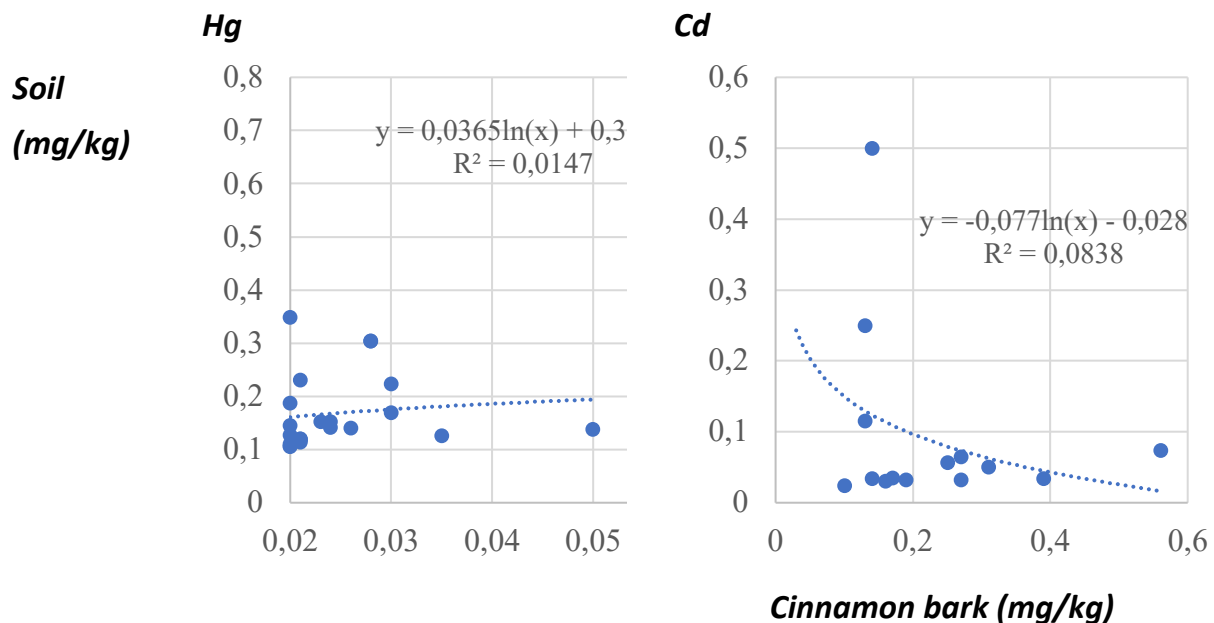 Hg
Cd
Soil
(mg/kg)
0,8
0,7
0,6
0,5
0,4
0,3
0,2
0,1
0
0,02
0,03
0,04
0,05
y = 0,0365ln(x) + 0,3
R² = 0,0147
0,6
0,5
0,4
0,3
0,2
0,1
0
0
0,2
0,4
0,6
y = -0,077ln(x) - 0,028
R² = 0,0838
Cinnamon bark (mg/kg)